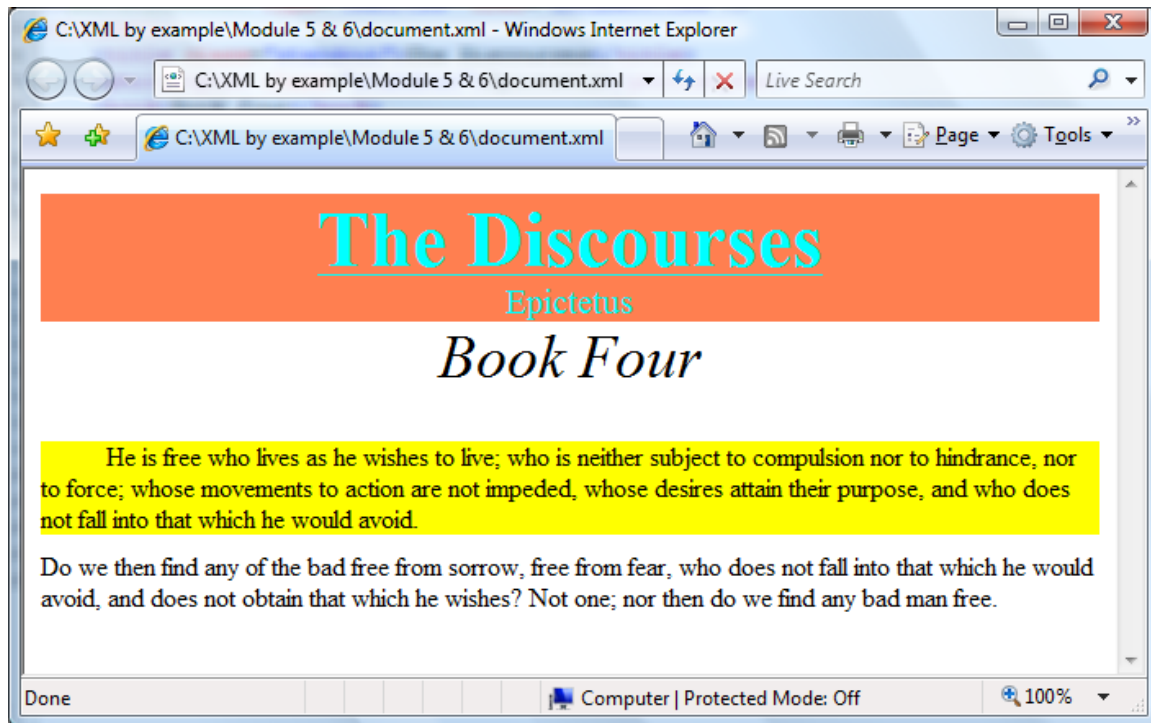 C:\XML by example\Module 5 & 6\document.xml - Windows Internet Explorer
C:\XML by example\Module 5 & 6\document.xml
Live Search
C:\XML by example\Module 5 & 6\document.xml
Page
Tools
The Discourses
Epictetus
Book Four
He is free who lives as he wishes to live; who is neither subject to compulsion nor to hindrance, nor
to force; whose movements to action are not impeded, whose desires attain their purpose, and who does
not fall into that which he would avoid.
Do we then find any of the bad free from sorrow, free from fear, who does not fall into that which he would
avoid, and does not obtain that which he wishes? Not one; nor then do we find any bad man free.
Done
Computer | Protected Mode: Off
100%